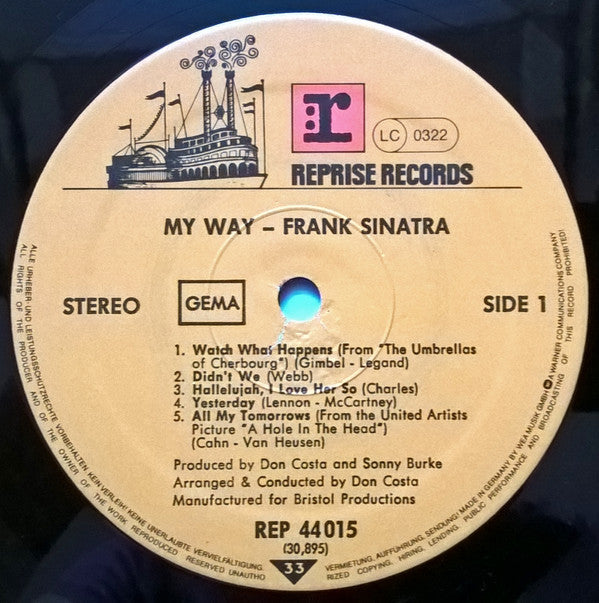 r
LC 0322
REPRISE RECORDS
MY WAY – FRANK SINATRA
STEREO
GEMA
SIDE 1
1. Watch What Happens (From "The Umbrellas
of Cherbourg") (Gimbel - Legand)
2. Didn't We (Webb)
3. Hallelujah, I Love Her So (Charles)
4. Yesterday (Lennon - McCartney)
5. All My Tomorrows (From the United Artists
Picture "A Hole In The Head")
(Cahn - Van Heusen)
Produced by Don Costa and Sonny Burke
Arranged & Conducted by Don Costa
Manufactured for Bristol Productions
REP 44015
(30,895)
33
ALLE URHEBER- UND LEISTUNGSSCHUTZRECHTE VORBEHALTEN. KEIN VERLEIH! KEINE UNERLAUBTE VERVIELFÄLTIGUNG,
VERMIETUNG, AUFFÜHRUNG, SENDUNG! MADE IN GERMANY BY WEA MUSIK GMBH A WARNER COMMUNICATIONS COMPANY
ALL RIGHTS OF THE PRODUCER AND OF THE OWNER OF THE WORK REPRODUCED RESERVED UNAUTHO
RIZED COPYING, HIRING, LENDING, PUBLIC PERFORMANCE AND BROADCASTING OF THIS RECORD PROHIBITED!